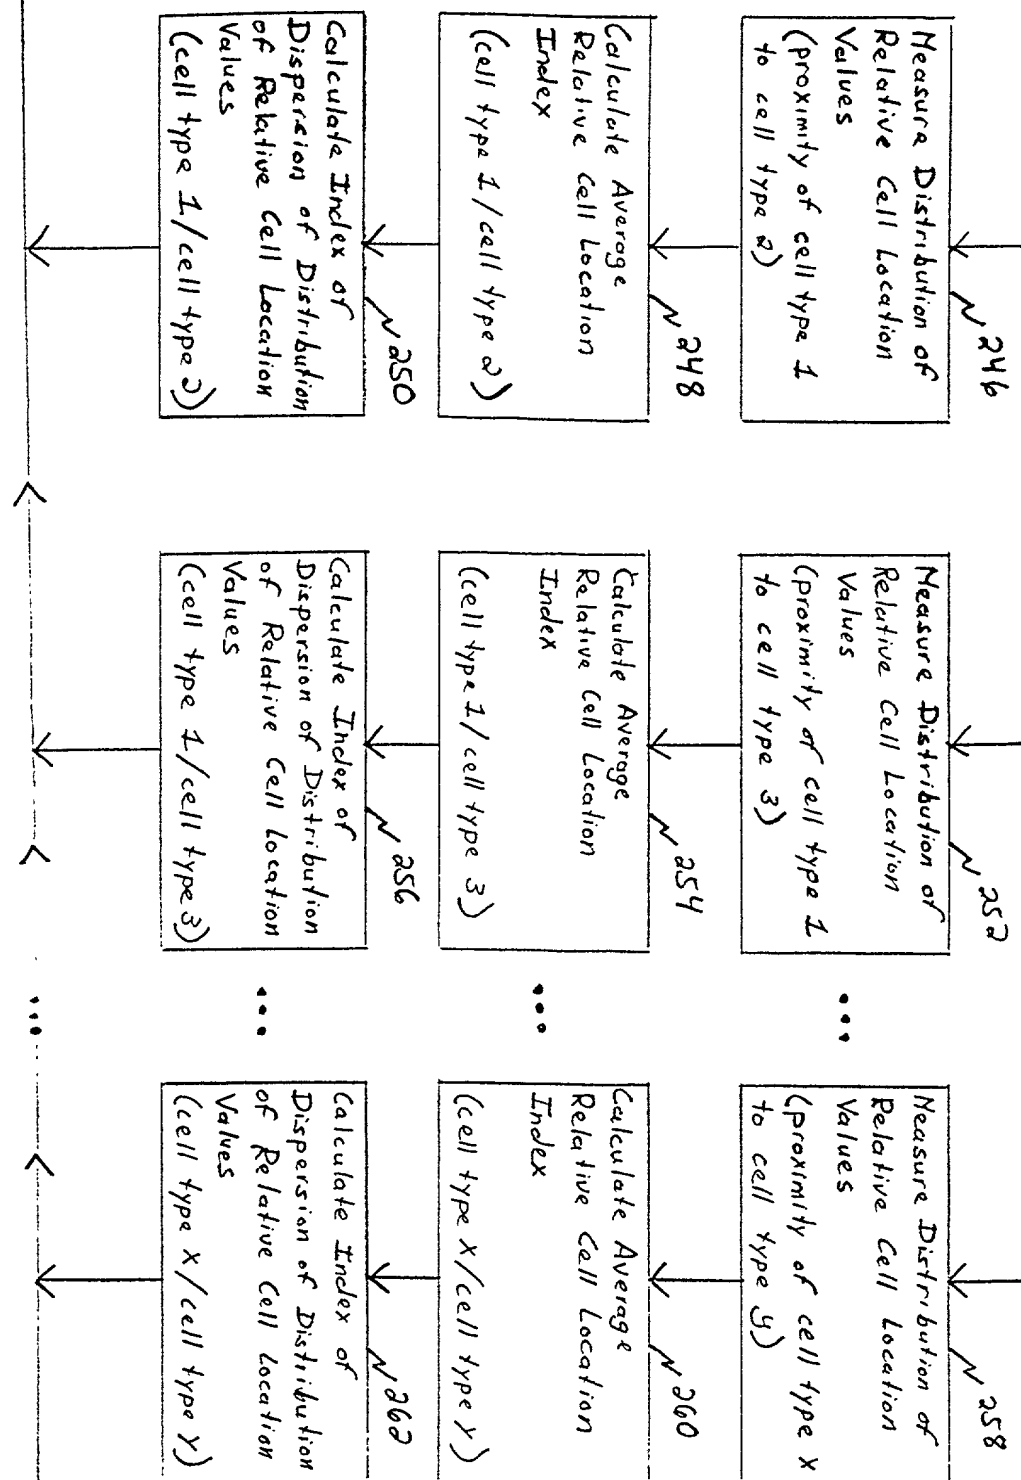 Measure Distribution of
Relative Cell Location
Values
(proximity of cell type 1
to cell type 2)
246
Measure Distribution of
Relative Cell Location
Values
(proximity of cell type 1
to cell type 3)
252
...
Measure Distribution of
Relative Cell Location
Values
(proximity of cell type X
to cell type y)
258
Calculate Average
Relative Cell Location
Index
(cell type 1/cell type 2)
248
Calculate Average
Relative Cell Location
Index
(cell type 1/cell type 3)
254
...
Calculate Average
Relative Cell Location
Index
(cell type X/cell type Y)
260
Calculate Index of
Dispersion of Distribution
of Relative Cell Location
Values
(cell type 1/cell type 2)
250
Calculate Index of
Dispersion of Distribution
of Relative Cell Location
Values
(cell type 1/cell type 3)
256
...
Calculate Index of
Dispersion of Distribution
of Relative Cell Location
Values
(cell type X/cell type Y)
262
...